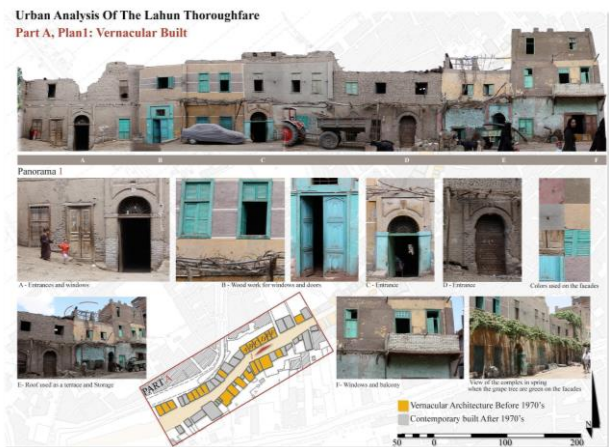 Urban Analysis Of The Lahun Thoroughfare
Part A, Plan1: Vernacular Built
A B C D E F
Panorama 1
A - Entrances and windows
B - Wood work for windows and doors
C - Entrance
D - Entrance
Colors used on the facades
E- Roof used as a terrace and Storage
PART A
F- Windows and balcony
View of the complex in spring
when the grape tree are green on the facades
Vernacular Architecture Before 1970's
Contemporary built After 1970's
50 0 100 200